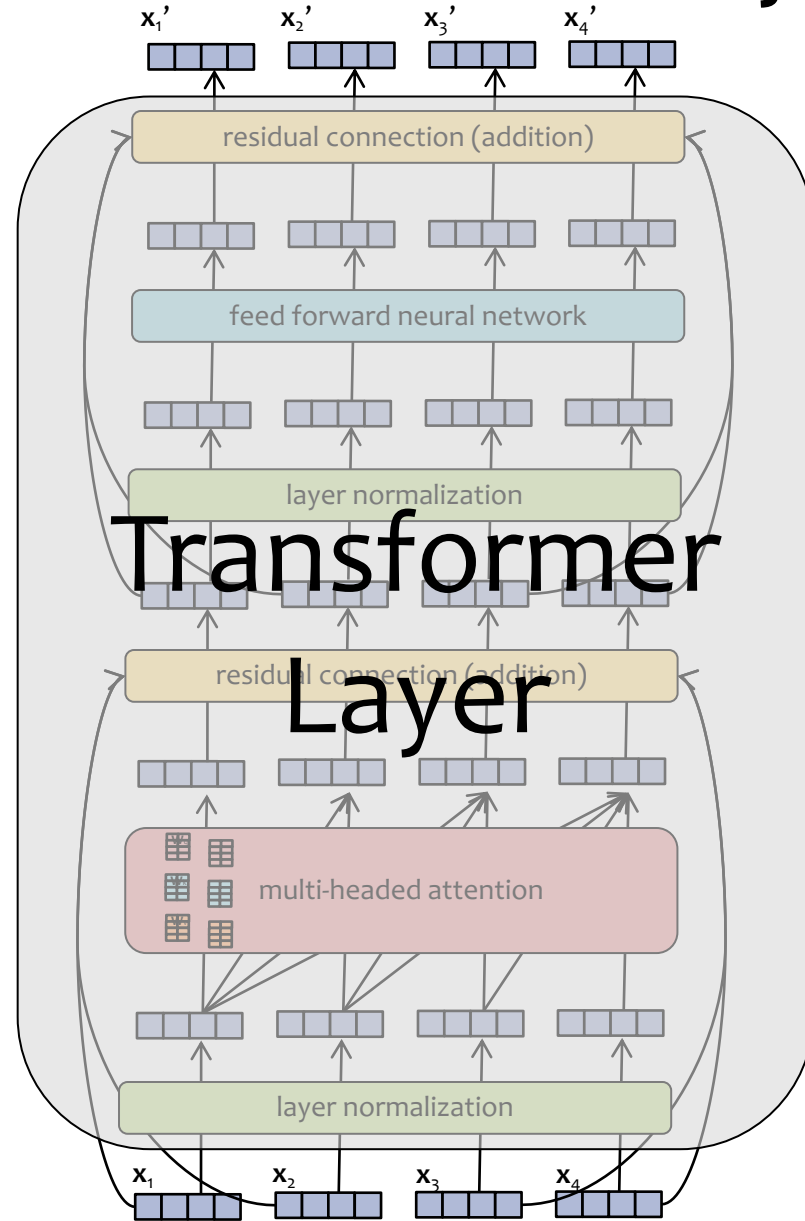 x₁’ x₂’ x₃’ x₄’
residual connection (addition)
feed forward neural network
layer normalization
Transformer
residual connection (addition)
Layer
multi-headed attention
layer normalization
x₁ x₂ x₃ x₄